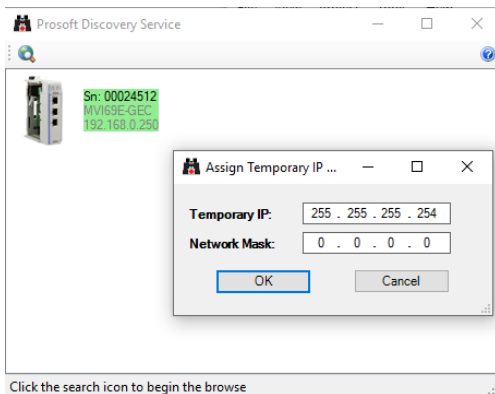 Prosoft Discovery Service
Sn: 00024512
MVI69E-GEC
192.168.0.250
Assign Temporary IP ...
Temporary IP: 255 . 255 . 255 . 254
Network Mask: 0 . 0 . 0 . 0
OK Cancel
Click the search icon to begin the browse